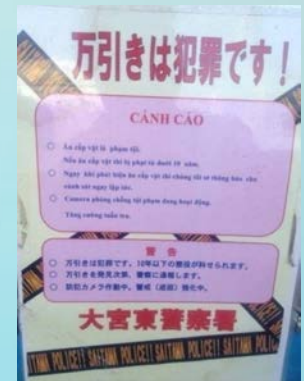 万引きは犯罪です！
CẢNH CÁO
○ Ăn cắp vặt là phạm tội.
Nếu ăn cắp vặt thì bị phạt tù dưới 10 năm.
○ Ngay khi phát hiện ăn cắp vặt thì chúng tôi sẽ thông báo cho
cảnh sát ngay lập tức.
○ Camera phòng chống tội phạm đang hoạt động.
Tăng cường tuần tra.
警 告
○ 万引きは犯罪です。10年以下の懲役が科せられます。
○ 万引きを発見次第、警察に通報します。
○ 防犯カメラ作動中。警戒（巡回）強化中。
大宮東警察署
SAITAMA POLICE!! SAITAMA POLICE!! SAITAMA POLICE!!